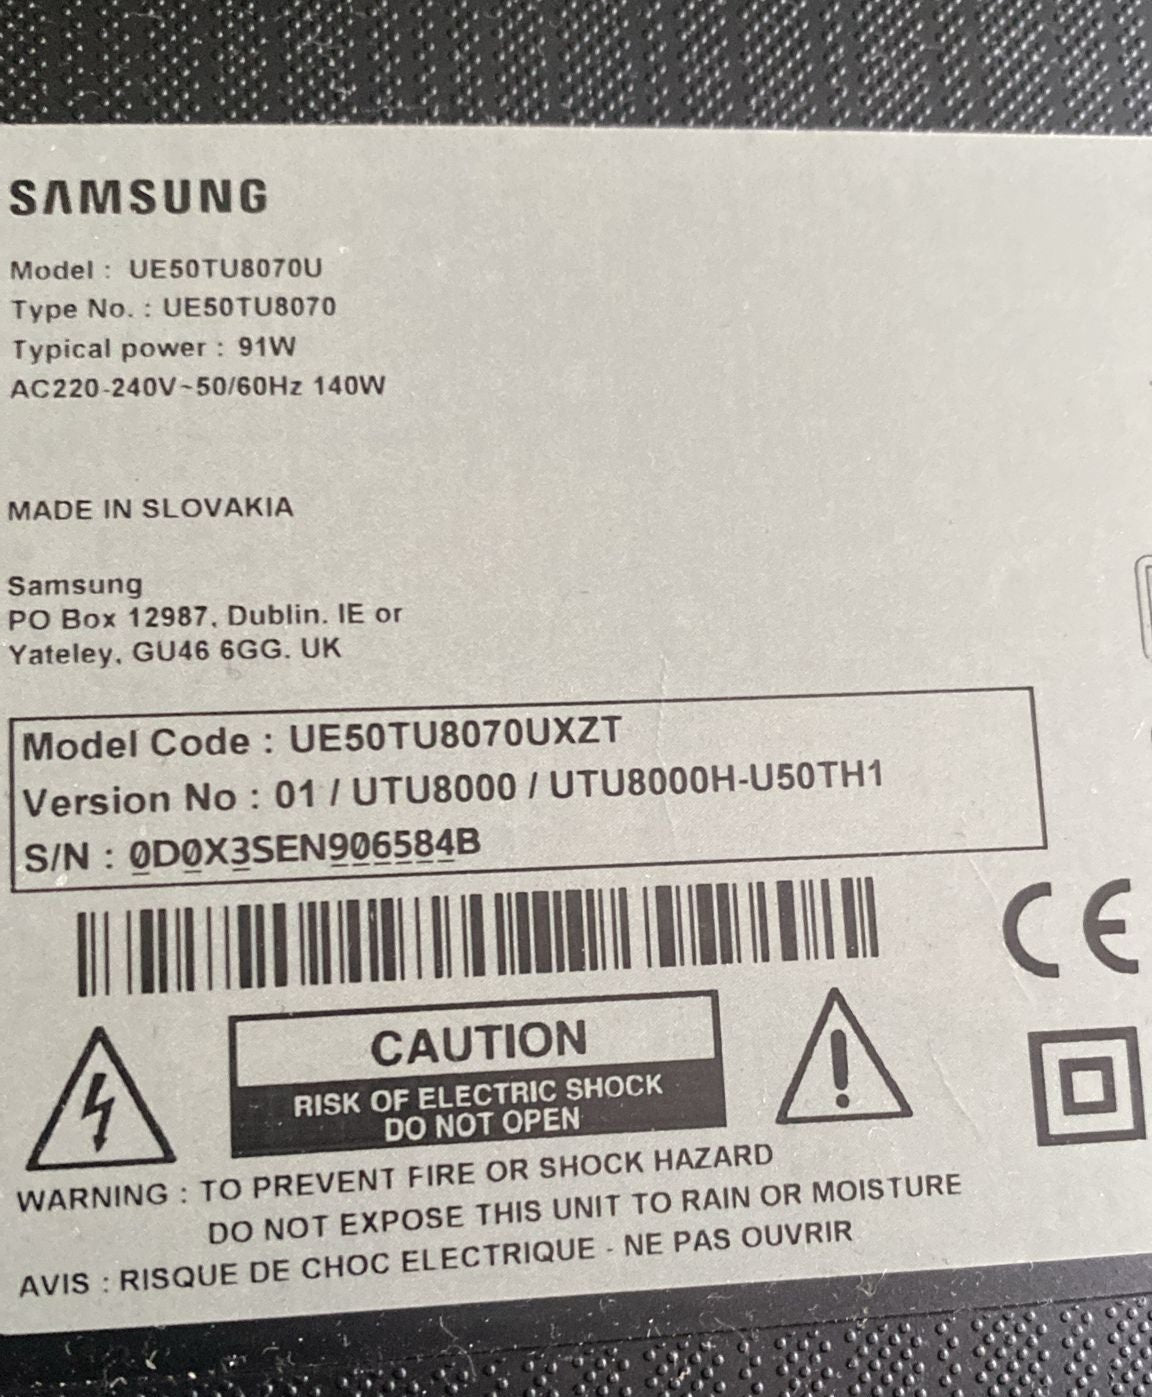 SAMSUNG
Model : UE50TU8070U
Type No. : UE50TU8070
Typical power : 91W
AC220-240V~50/60Hz 140W
MADE IN SLOVAKIA
Samsung
PO Box 12987, Dublin. IE or
Yateley, GU46 6GG. UK
Model Code : UE50TU8070UXZT
Version No : 01 / UTU8000 / UTU8000H-U50TH1
S/N : 0D0X3SEN906584B
CE
CAUTION
RISK OF ELECTRIC SHOCK
DO NOT OPEN
WARNING : TO PREVENT FIRE OR SHOCK HAZARD
DO NOT EXPOSE THIS UNIT TO RAIN OR MOISTURE
AVIS : RISQUE DE CHOC ELECTRIQUE - NE PAS OUVRIR